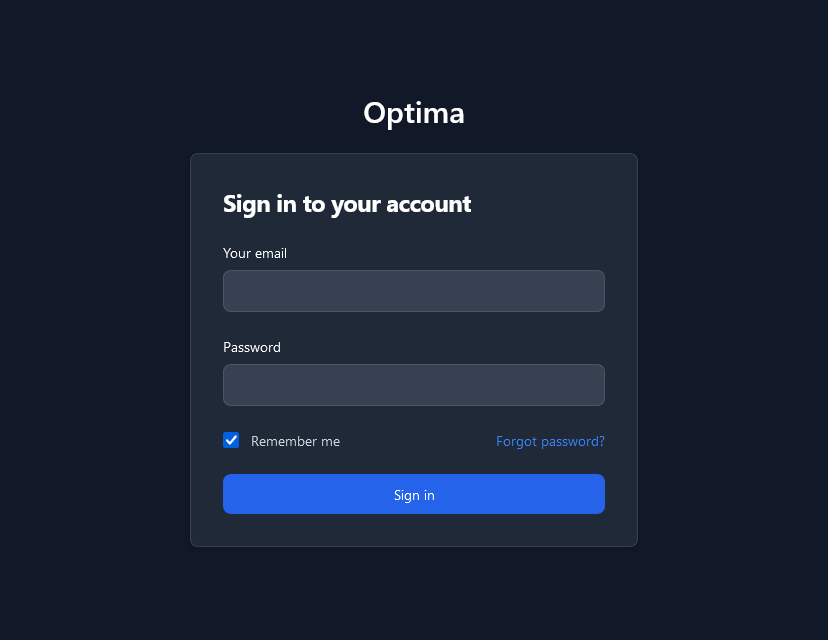 Optima
Sign in to your account
Your email
Password
Remember me
Forgot password?
Sign in